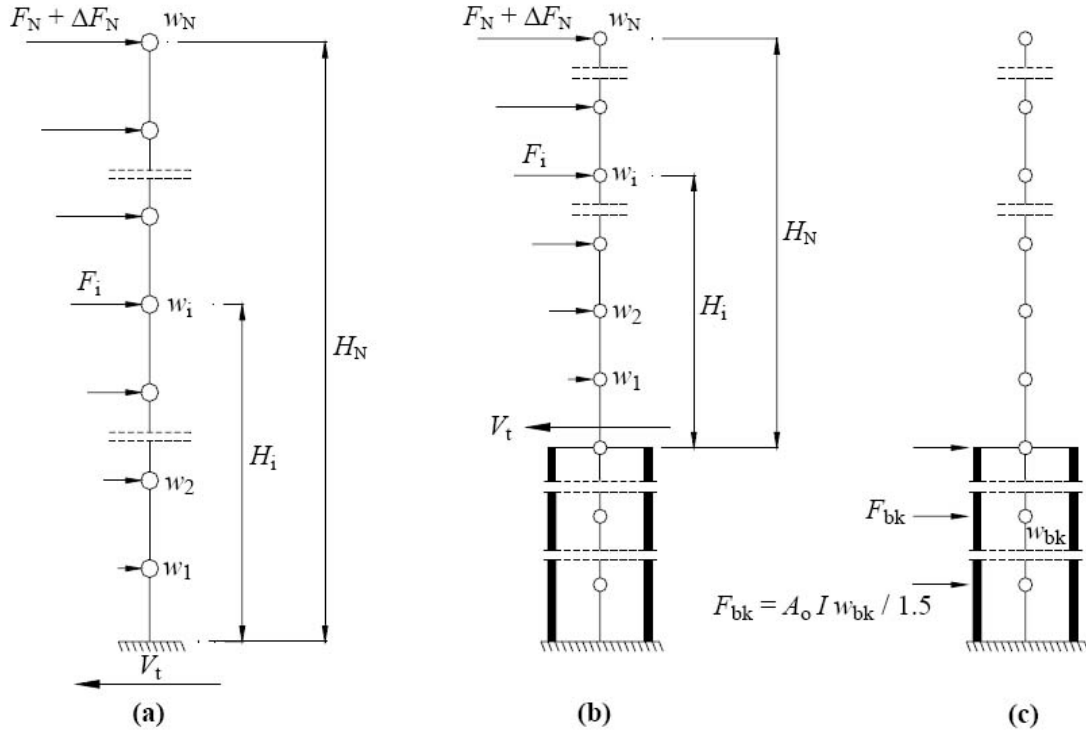 F_N + ΔF_N
w_N
F_i
w_i
H_N
H_i
w_2
w_1
V_t
(a)
F_N + ΔF_N
w_N
F_i
w_i
H_N
H_i
w_2
w_1
V_t
(b)
F_bk
w_bk
F_bk = A_o I w_bk / 1.5
(c)